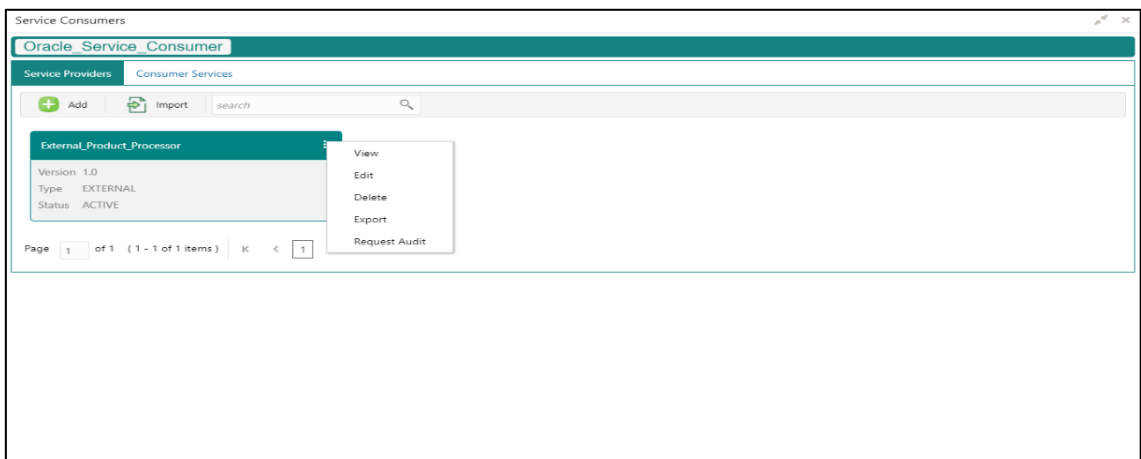 Service Consumers
Oracle_Service_Consumer
Service Providers Consumer Services
Add Import search
External_Product_Processor
Version 1.0
Type EXTERNAL
Status ACTIVE
View
Edit
Delete
Export
Request Audit
Page 1 of 1 ( 1 - 1 of 1 items ) K < 1